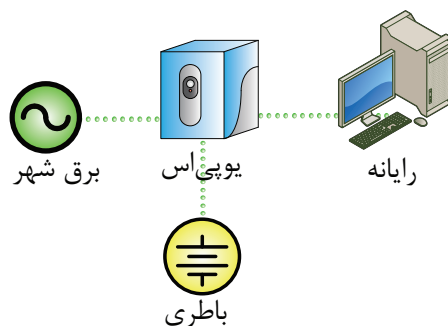 رایانه
یوپی‌اس
برق شهر
باطری